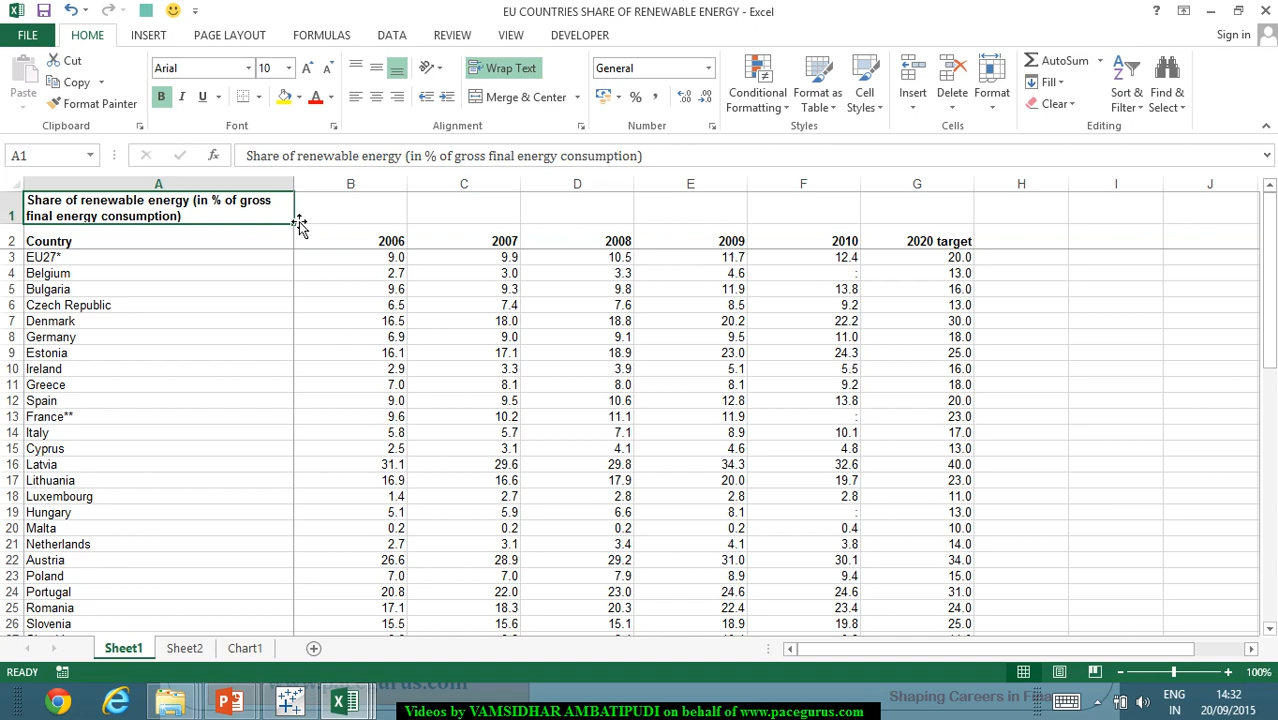 EU COUNTRIES SHARE OF RENEWABLE ENERGY - Excel
FILE HOME INSERT PAGE LAYOUT FORMULAS DATA REVIEW VIEW DEVELOPER Sign in
Paste Cut Copy Format Painter Clipboard
Arial 10 B I U Font
Wrap Text Merge & Center Alignment
General % , Number
Conditional Formatting Format as Table Cell Styles Styles
Insert Delete Format Cells
AutoSum Fill Clear Sort & Filter Find & Select Editing
A1 fx Share of renewable energy (in % of gross final energy consumption)
A B C D E F G H I J
1 Share of renewable energy (in % of gross
final energy consumption)
2 Country 2006 2007 2008 2009 2010 2020 target
3 EU27* 9.0 9.9 10.5 11.7 12.4 20.0
4 Belgium 2.7 3.0 3.3 4.6 : 13.0
5 Bulgaria 9.6 9.3 9.8 11.9 13.8 16.0
6 Czech Republic 6.5 7.4 7.6 8.5 9.2 13.0
7 Denmark 16.5 18.0 18.8 20.2 22.2 30.0
8 Germany 6.9 9.0 9.1 9.5 11.0 18.0
9 Estonia 16.1 17.1 18.9 23.0 24.3 25.0
10 Ireland 2.9 3.3 3.9 5.1 5.5 16.0
11 Greece 7.0 8.1 8.0 8.1 9.2 18.0
12 Spain 9.0 9.5 10.6 12.8 13.8 20.0
13 France** 9.6 10.2 11.1 11.9 : 23.0
14 Italy 5.8 5.7 7.1 8.9 10.1 17.0
15 Cyprus 2.5 3.1 4.1 4.6 4.8 13.0
16 Latvia 31.1 29.6 29.8 34.3 32.6 40.0
17 Lithuania 16.9 16.6 17.9 20.0 19.7 23.0
18 Luxembourg 1.4 2.7 2.8 2.8 2.8 11.0
19 Hungary 5.1 5.9 6.6 8.1 : 13.0
20 Malta 0.2 0.2 0.2 0.2 0.4 10.0
21 Netherlands 2.7 3.1 3.4 4.1 3.8 14.0
22 Austria 26.6 28.9 29.2 31.0 30.1 34.0
23 Poland 7.0 7.0 7.9 8.9 9.4 15.0
24 Portugal 20.8 22.0 23.0 24.6 24.6 31.0
25 Romania 17.1 18.3 20.3 22.4 23.4 24.0
26 Slovenia 15.5 15.6 15.1 18.9 19.8 25.0
Sheet1 Sheet2 Chart1
READY 100%
Shaping Careers in
ENG IN 14:32 20/09/2015
Videos by VAMSIDHAR AMBATIPUDI on behalf of www.pacegurus.com